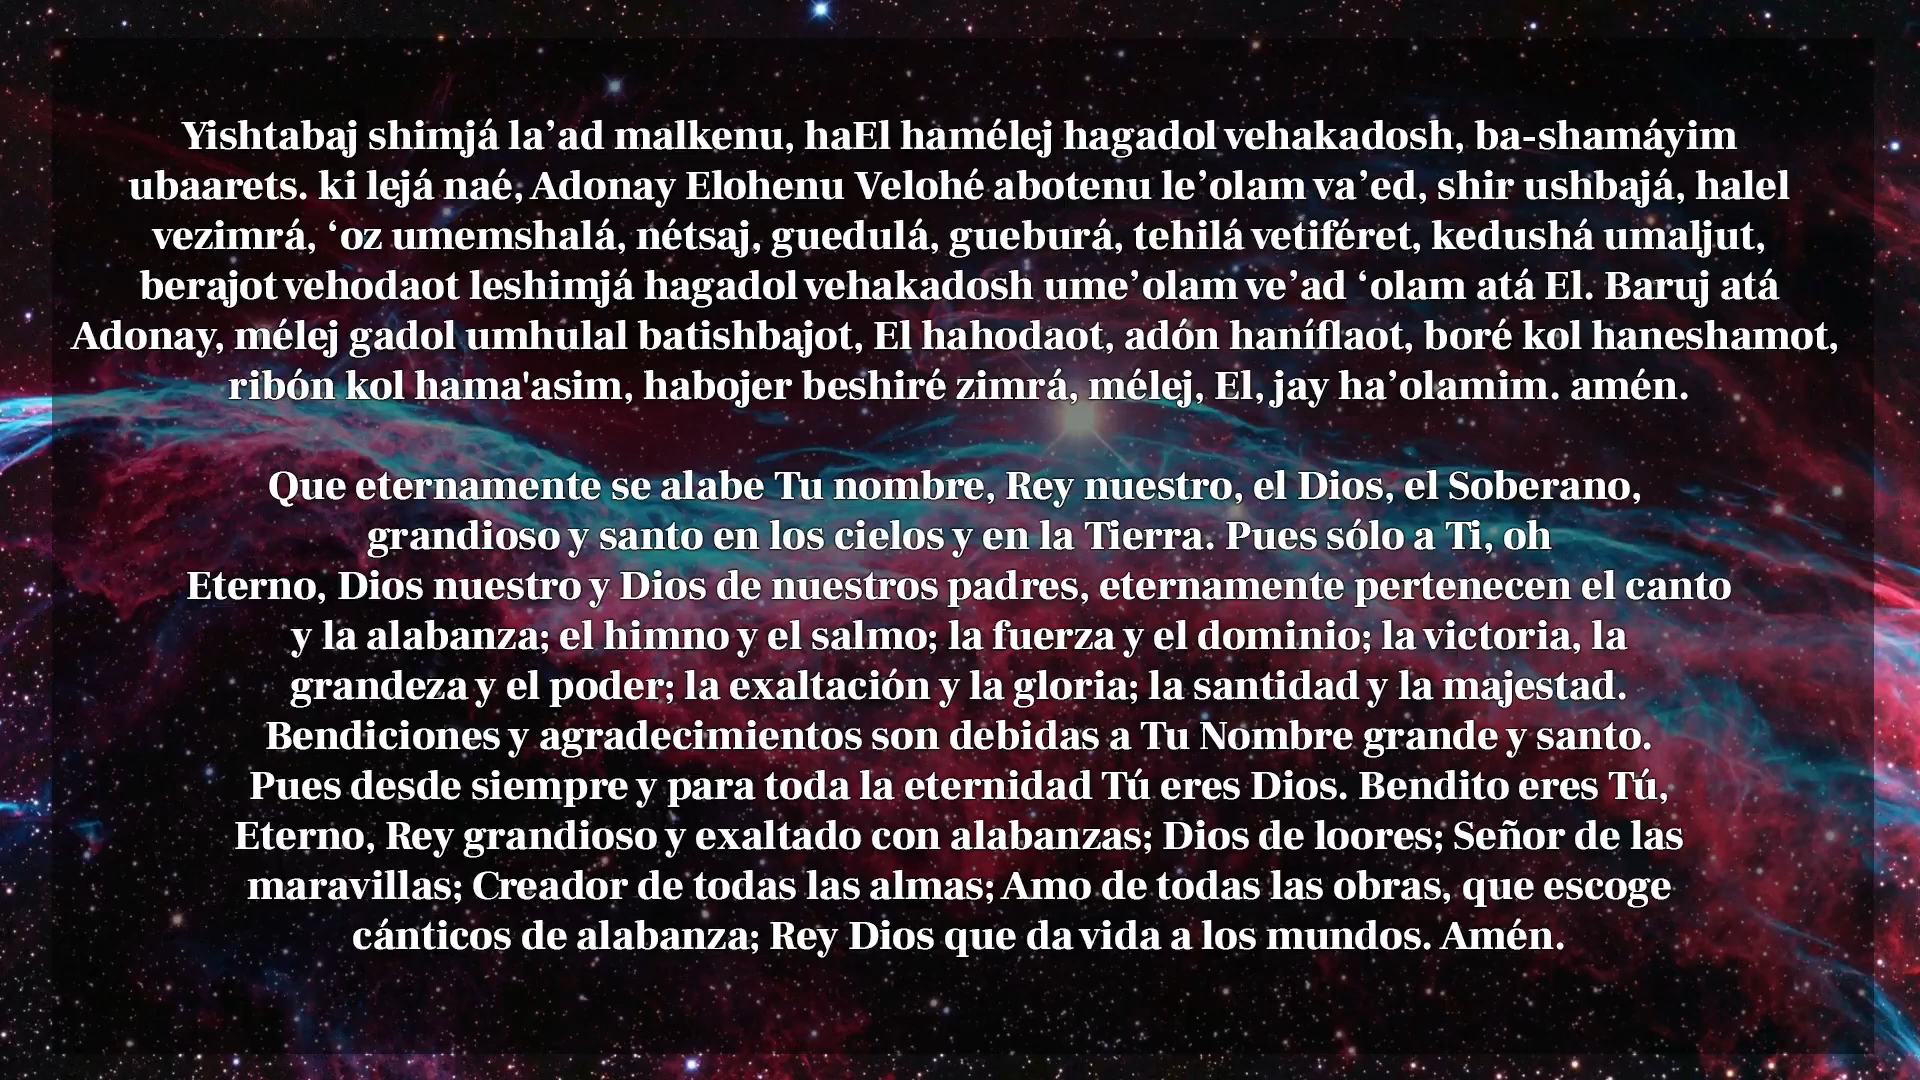 Yishtabaj shimjá la’ad malkenu, haEl hamélej hagadol vehakadosh, ba-shamáyim
ubaarets. ki lejá naé, Adonay Elohenu Velohé abotenu le’olam va’ed, shir ushbajá, halel
vezimrá, ‘oz umemshalá, nétsaj, guedulá, gueburá, tehilá vetiféret, kedushá umaljut,
berajot vehodaot leshimjá hagadol vehakadosh ume’olam ve’ad ‘olam atá El. Baruj atá
Adonay, mélej gadol umhulal batishbajot, El hahodaot, adón haníflaot, boré kol haneshamot,
ribón kol hama'asim, habojer beshiré zimrá, mélej, El, jay ha’olamim. amén.
Que eternamente se alabe Tu nombre, Rey nuestro, el Dios, el Soberano,
grandioso y santo en los cielos y en la Tierra. Pues sólo a Ti, oh
Eterno, Dios nuestro y Dios de nuestros padres, eternamente pertenecen el canto
y la alabanza; el himno y el salmo; la fuerza y el dominio; la victoria, la
grandeza y el poder; la exaltación y la gloria; la santidad y la majestad.
Bendiciones y agradecimientos son debidas a Tu Nombre grande y santo.
Pues desde siempre y para toda la eternidad Tú eres Dios. Bendito eres Tú,
Eterno, Rey grandioso y exaltado con alabanzas; Dios de loores; Señor de las
maravillas; Creador de todas las almas; Amo de todas las obras, que escoge
cánticos de alabanza; Rey Dios que da vida a los mundos. Amén.